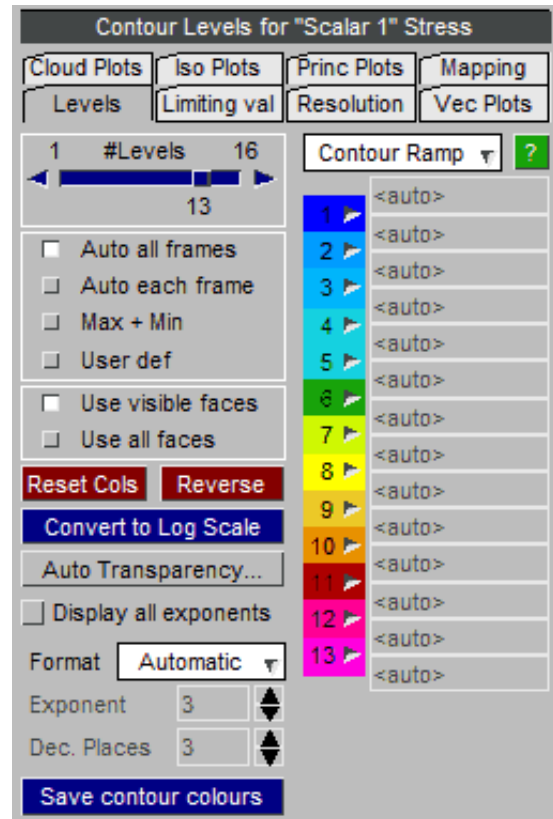 Contour Levels for "Scalar 1" Stress
Cloud Plots Iso Plots Princ Plots Mapping
Levels Limiting val Resolution Vec Plots
1 #Levels 16
13
Auto all frames
Auto each frame
Max + Min
User def
Use visible faces
Use all faces
Reset Cols Reverse
Convert to Log Scale
Auto Transparency...
Display all exponents
Format Automatic
Exponent 3
Dec. Places 3
Save contour colours
Contour Ramp ?
<auto>
1
<auto>
2
<auto>
3
<auto>
4
<auto>
5
<auto>
6
<auto>
7
<auto>
8
<auto>
9
<auto>
10
<auto>
11
<auto>
12
<auto>
13
<auto>